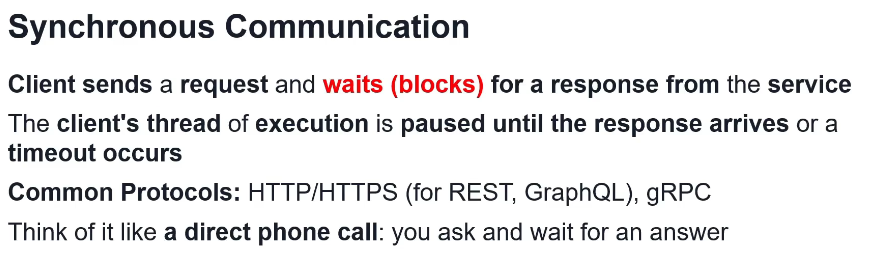 Synchronous Communication
Client sends a request and waits (blocks) for a response from the service
The client's thread of execution is paused until the response arrives or a
timeout occurs
Common Protocols: HTTP/HTTPS (for REST, GraphQL), gRPC
Think of it like a direct phone call: you ask and wait for an answer